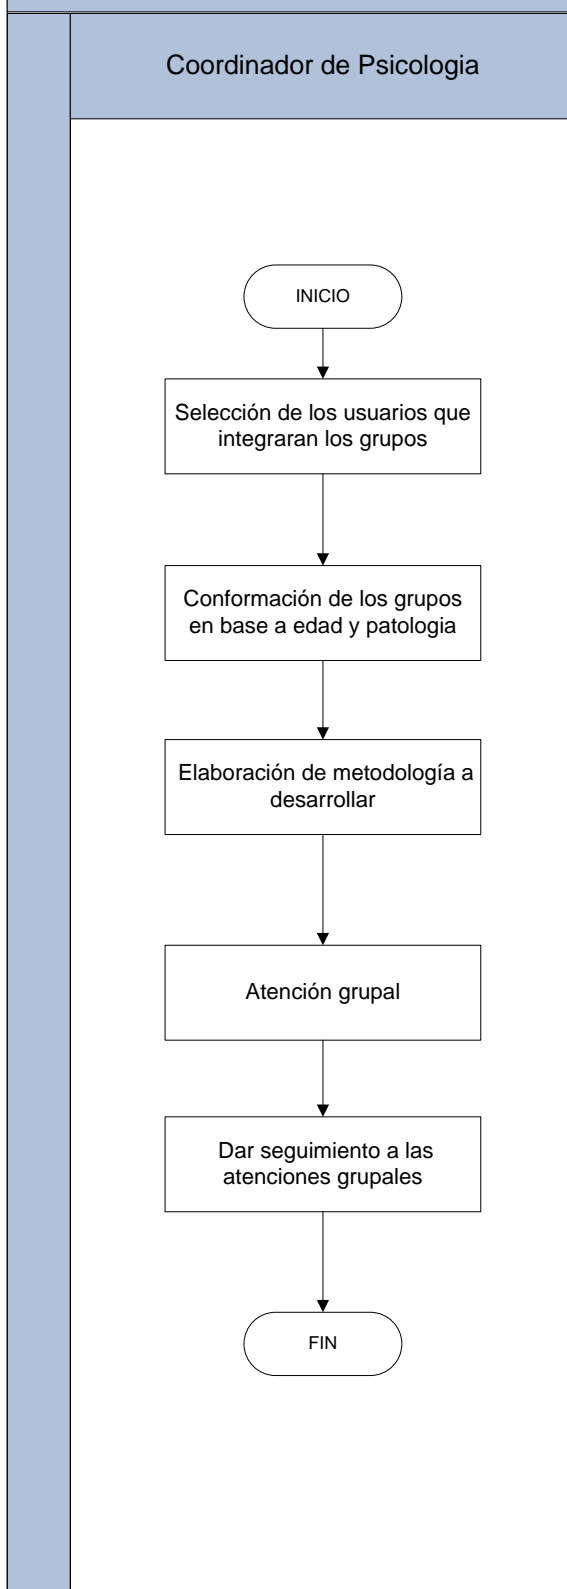 Coordinador de Psicologia
INICIO
Selección de los usuarios que
integraran los grupos
Conformación de los grupos
en base a edad y patologia
Elaboración de metodología a
desarrollar
Atención grupal
Dar seguimiento a las
atenciones grupales
FIN